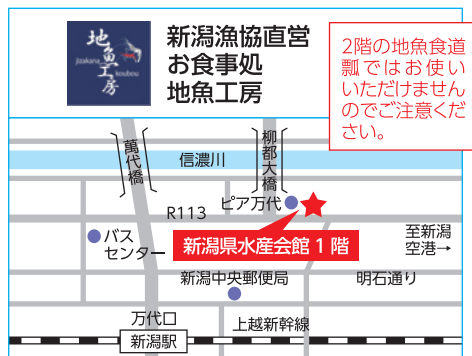 地魚工房
jizakana koubou
新潟漁協直営
お食事処
地魚工房
2階の地魚食道
瓢ではお使い
いただけません
のでご注意くだ
さい。
萬代橋
信濃川
柳都大橋
ピア万代
R113
バス
センター
新潟県水産会館1階
至新潟
空港→
新潟中央郵便局
明石通り
万代口
上越新幹線
新潟駅